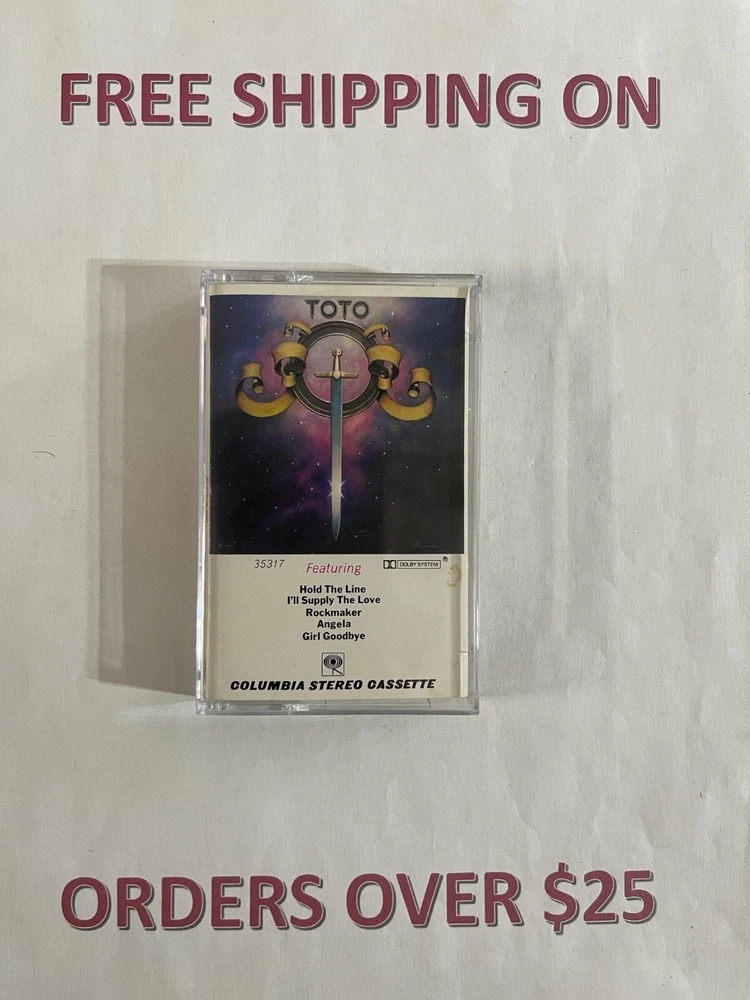 FREE SHIPPING ON
TOTO
35317 Featuring DOLBY SYSTEM®
Hold The Line
I'll Supply The Love
Rockmaker
Angela
Girl Goodbye
COLUMBIA STEREO CASSETTE
ORDERS OVER $25